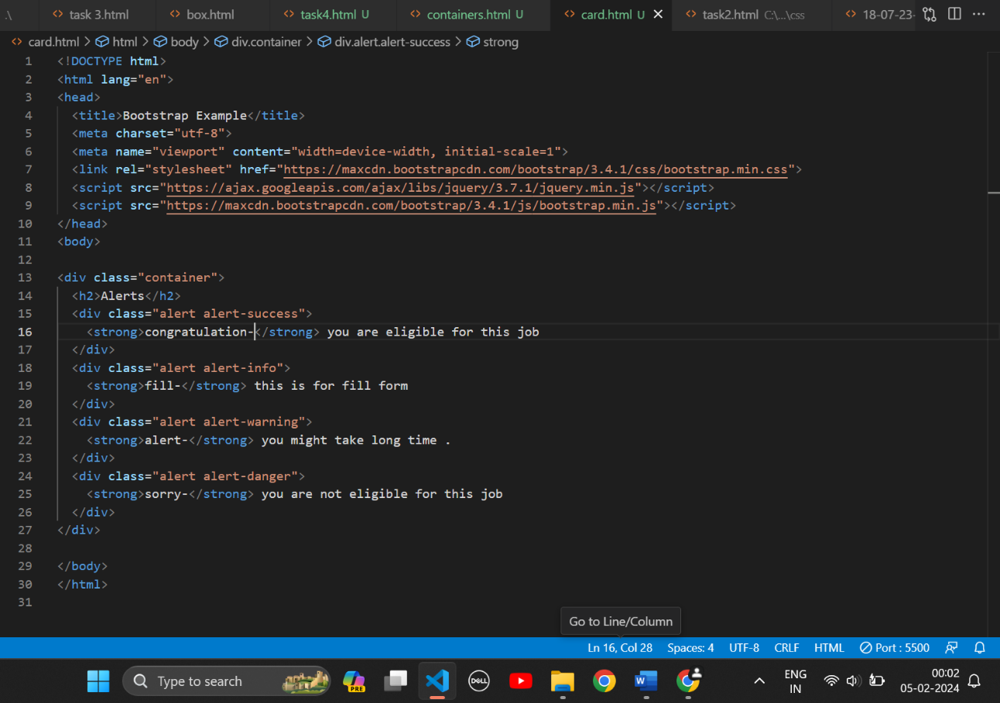 .\ task 3.html box.html task4.html U containers.html U card.html U task2.html C:\...\css 18-07-23-
card.html > html > body > div.container > div.alert.alert-success > strong
1 <!DOCTYPE html>
2 <html lang="en">
3 <head>
4 <title>Bootstrap Example</title>
5 <meta charset="utf-8">
6 <meta name="viewport" content="width=device-width, initial-scale=1">
7 <link rel="stylesheet" href="https://maxcdn.bootstrapcdn.com/bootstrap/3.4.1/css/bootstrap.min.css">
8 <script src="https://ajax.googleapis.com/ajax/libs/jquery/3.7.1/jquery.min.js"></script>
9 <script src="https://maxcdn.bootstrapcdn.com/bootstrap/3.4.1/js/bootstrap.min.js"></script>
10 </head>
11 <body>
12
13 <div class="container">
14 <h2>Alerts</h2>
15 <div class="alert alert-success">
16 <strong>congratulation-</strong> you are eligible for this job
17 </div>
18 <div class="alert alert-info">
19 <strong>fill-</strong> this is for fill form
20 </div>
21 <div class="alert alert-warning">
22 <strong>alert-</strong> you might take long time .
23 </div>
24 <div class="alert alert-danger">
25 <strong>sorry-</strong> you are not eligible for this job
26 </div>
27 </div>
28
29 </body>
30 </html>
31
Go to Line/Column
Ln 16, Col 28 Spaces: 4 UTF-8 CRLF HTML Port : 5500
Type to search PRE DELL W ENG IN 00:02 05-02-2024